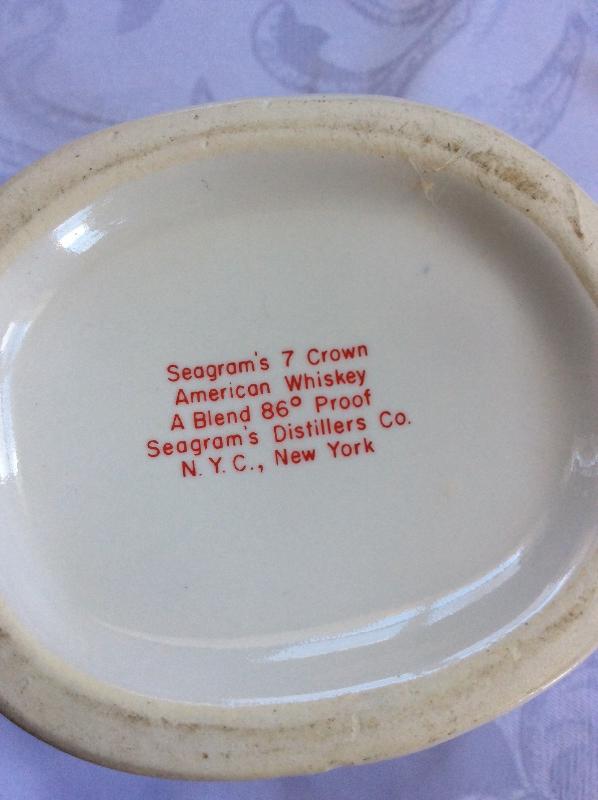 Seagram's 7 Crown
American Whiskey
A Blend 86° Proof
Seagram's Distillers Co.
N.Y.C., New York